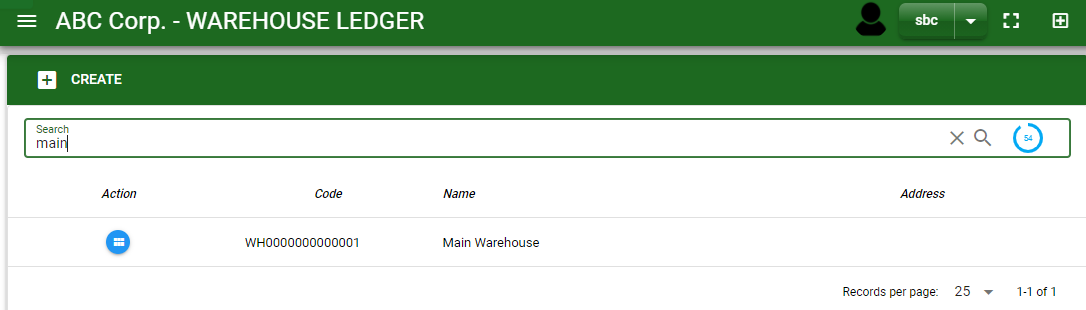 ABC Corp. - WAREHOUSE LEDGER sbc
CREATE
Search
main
54
Action Code Name Address
WH0000000000001 Main Warehouse
Records per page: 25 1-1 of 1